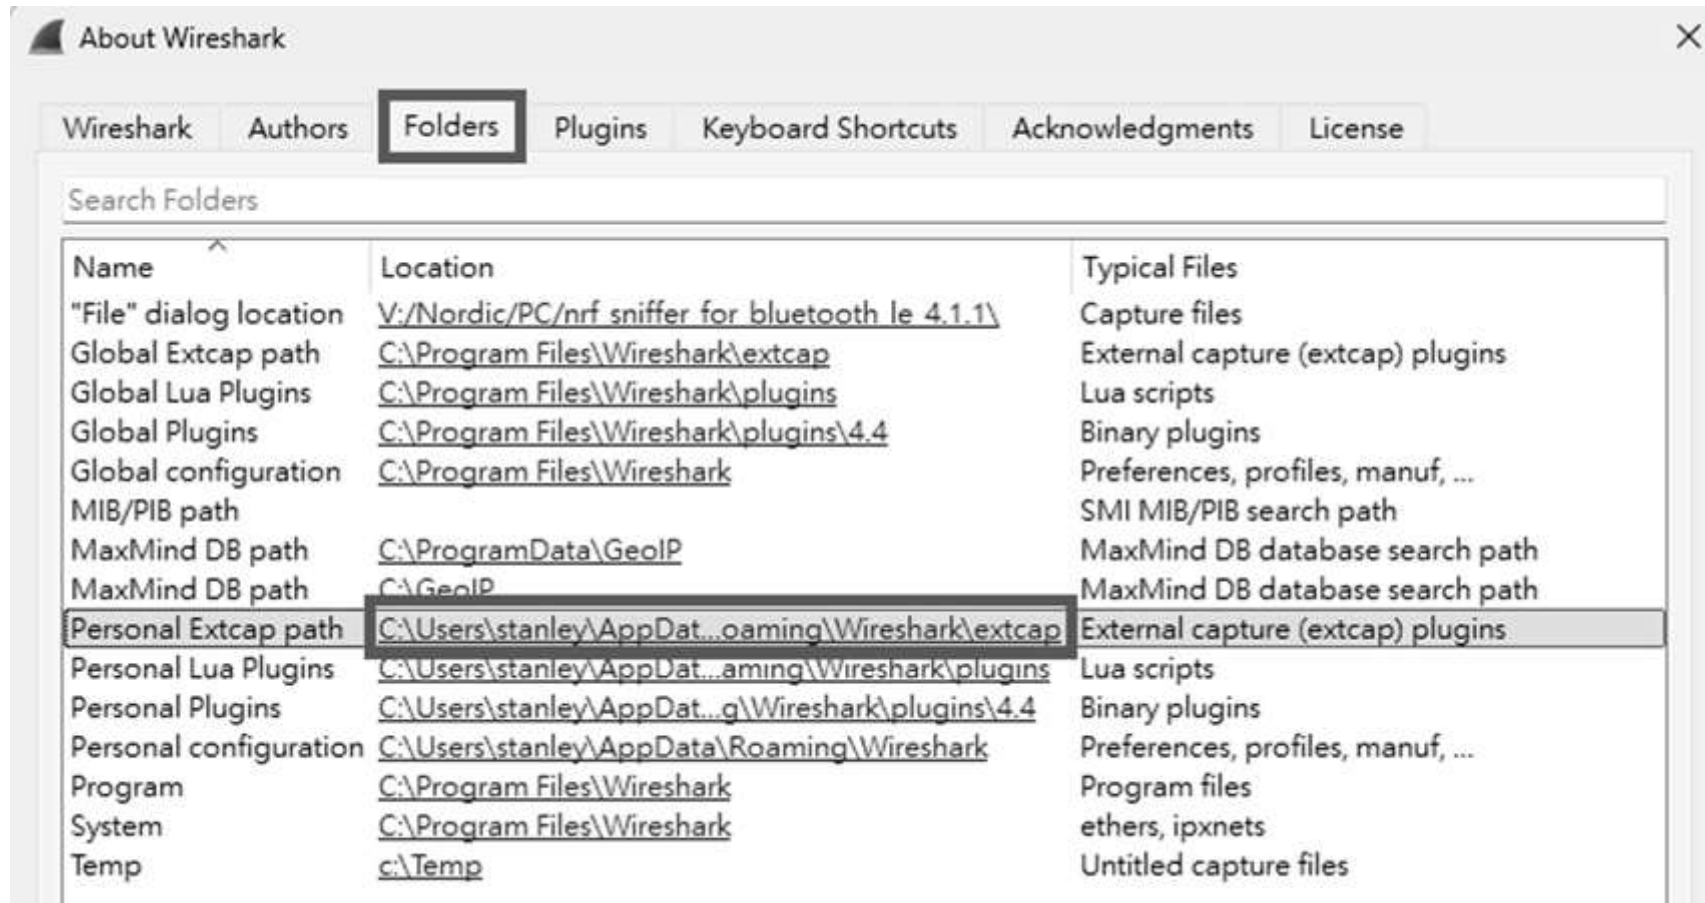 About Wireshark
Wireshark Authors Folders Plugins Keyboard Shortcuts Acknowledgments License
Search Folders
Name Location Typical Files
"File" dialog location V:/Nordic/PC/nrf_sniffer_for_bluetooth_le_4.1.1\ Capture files
Global Extcap path C:\Program Files\Wireshark\extcap External capture (extcap) plugins
Global Lua Plugins C:\Program Files\Wireshark\plugins Lua scripts
Global Plugins C:\Program Files\Wireshark\plugins\4.4 Binary plugins
Global configuration C:\Program Files\Wireshark Preferences, profiles, manuf, ...
MIB/PIB path SMI MIB/PIB search path
MaxMind DB path C:\ProgramData\GeoIP MaxMind DB database search path
MaxMind DB path C:\GeoIP MaxMind DB database search path
Personal Extcap path C:\Users\stanley\AppDat...oaming\Wireshark\extcap External capture (extcap) plugins
Personal Lua Plugins C:\Users\stanley\AppDat...aming\Wireshark\plugins Lua scripts
Personal Plugins C:\Users\stanley\AppDat...g\Wireshark\plugins\4.4 Binary plugins
Personal configuration C:\Users\stanley\AppData\Roaming\Wireshark Preferences, profiles, manuf, ...
Program C:\Program Files\Wireshark Program files
System C:\Program Files\Wireshark ethers, ipxnets
Temp c:\Temp Untitled capture files